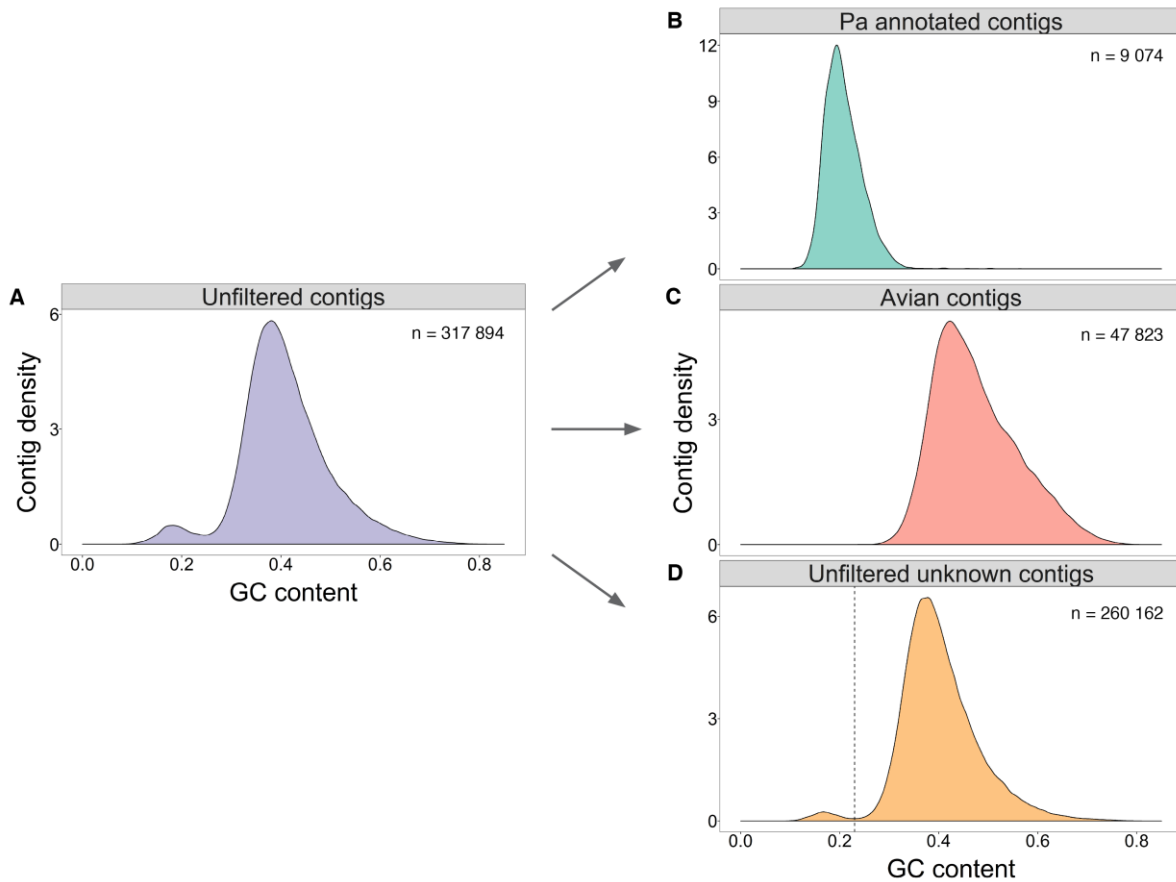 A
Unfiltered contigs
n = 317 894
6
3
0
Contig density
0.0 0.2 0.4 0.6 0.8
GC content
B
Pa annotated contigs
n = 9 074
12
9
6
3
0
C
Avian contigs
n = 47 823
3
0
Contig density
D
Unfiltered unknown contigs
n = 260 162
6
3
0
0.0 0.2 0.4 0.6 0.8
GC content